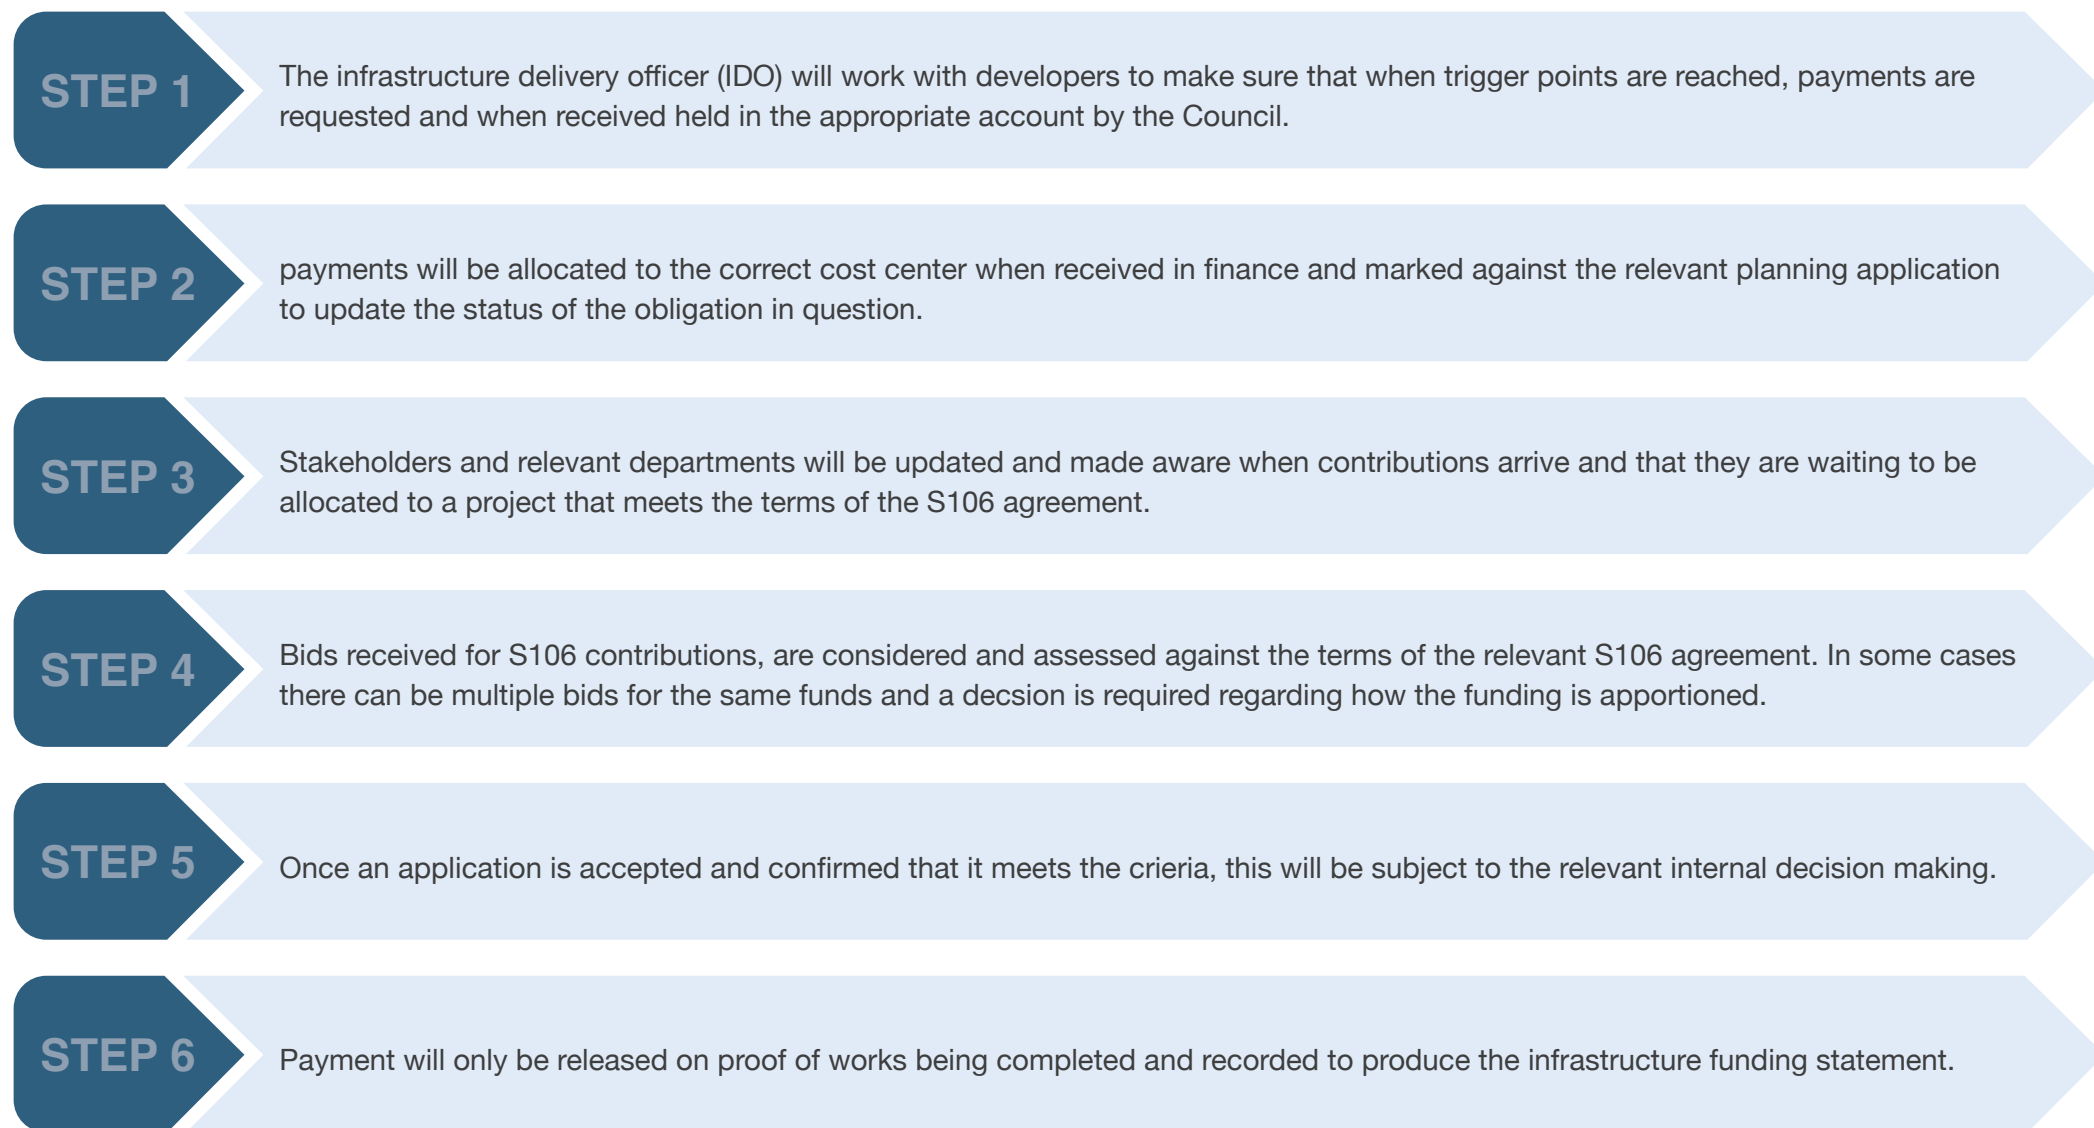 STEP 1
The infrastructure delivery officer (IDO) will work with developers to make sure that when trigger points are reached, payments are
requested and when received held in the appropriate account by the Council.
STEP 2
payments will be allocated to the correct cost center when received in finance and marked against the relevant planning application
to update the status of the obligation in question.
STEP 3
Stakeholders and relevant departments will be updated and made aware when contributions arrive and that they are waiting to be
allocated to a project that meets the terms of the S106 agreement.
STEP 4
Bids received for S106 contributions, are considered and assessed against the terms of the relevant S106 agreement. In some cases
there can be multiple bids for the same funds and a decsion is required regarding how the funding is apportioned.
STEP 5
Once an application is accepted and confirmed that it meets the crieria, this will be subject to the relevant internal decision making.
STEP 6
Payment will only be released on proof of works being completed and recorded to produce the infrastructure funding statement.